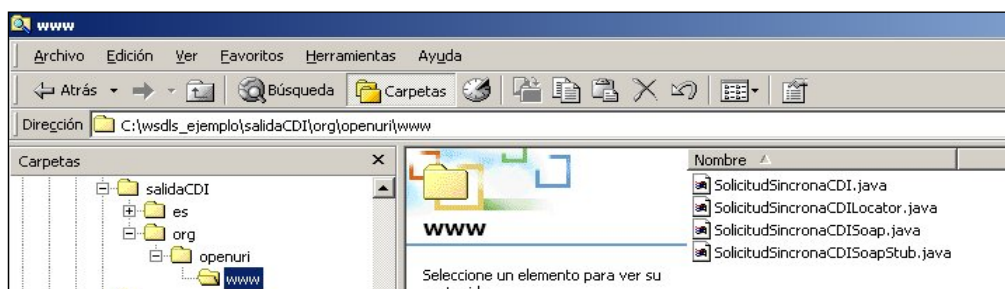 www
Archivo Edición Ver Favoritos Herramientas Ayuda
Atrás Búsqueda Carpetas
Dirección C:\wsdls_ejemplo\salidaCDI\org\openuri\www
Carpetas
salidaCDI
es
org
openuri
www
www
Seleccione un elemento para ver su
Nombre
SolicitudSincronaCDI.java
SolicitudSincronaCDILocator.java
SolicitudSincronaCDISoap.java
SolicitudSincronaCDISoapStub.java